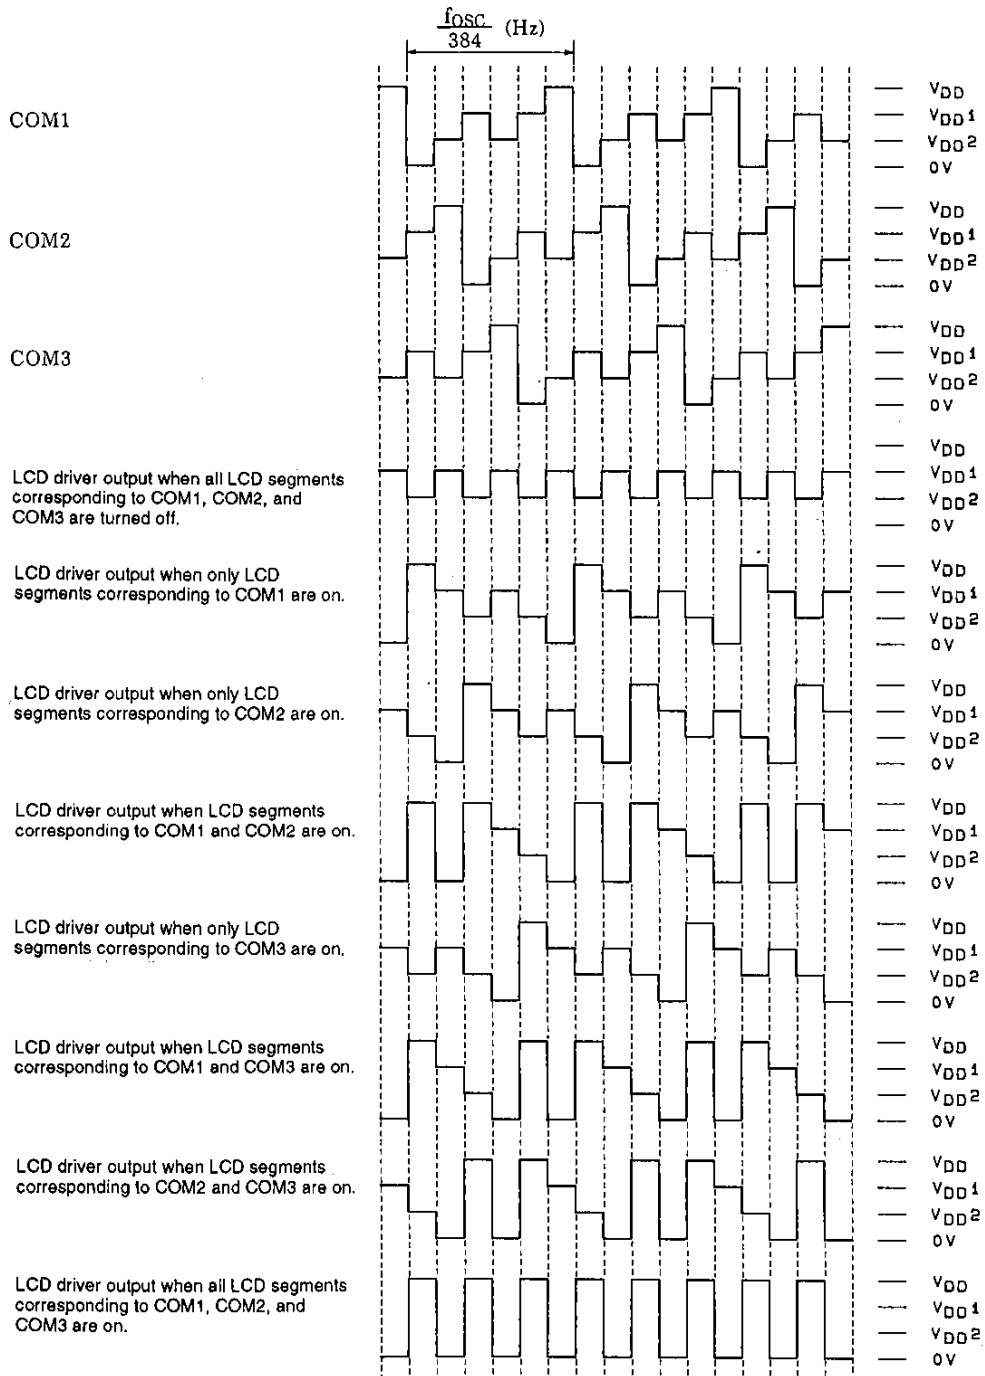 fOSC
384
(Hz)
COM1
VDD
VDD1
VDD2
0V
COM2
VDD
VDD1
VDD2
0V
COM3
VDD
VDD1
VDD2
0V
LCD driver output when all LCD segments
corresponding to COM1, COM2, and
COM3 are turned off.
VDD
VDD1
VDD2
0V
LCD driver output when only LCD
segments corresponding to COM1 are on.
VDD
VDD1
VDD2
0V
LCD driver output when only LCD
segments corresponding to COM2 are on.
VDD
VDD1
VDD2
0V
LCD driver output when LCD segments
corresponding to COM1 and COM2 are on.
VDD
VDD1
VDD2
0V
LCD driver output when only LCD
segments corresponding to COM3 are on.
VDD
VDD1
VDD2
0V
LCD driver output when LCD segments
corresponding to COM1 and COM3 are on.
VDD
VDD1
VDD2
0V
LCD driver output when LCD segments
corresponding to COM2 and COM3 are on.
VDD
VDD1
VDD2
0V
LCD driver output when all LCD segments
corresponding to COM1, COM2, and
COM3 are on.
VDD
VDD1
VDD2
0V